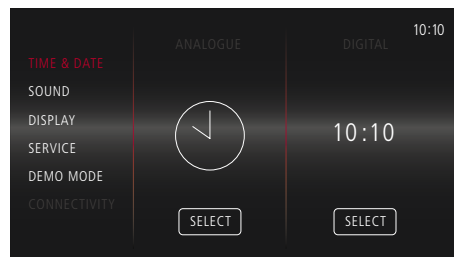 10:10
ANALOGUE
DIGITAL
TIME & DATE
SOUND
DISPLAY
SERVICE
DEMO MODE
CONNECTIVITY
10:10
SELECT
SELECT